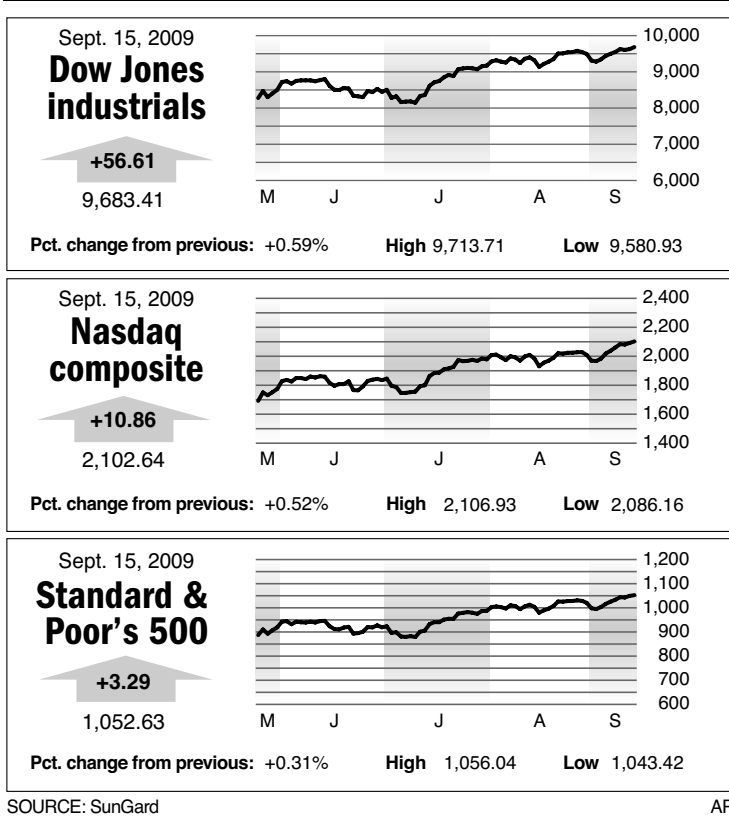 Sept. 15, 2009
Dow Jones
industrials
+56.61
9,683.41
10,000
9,000
8,000
7,000
6,000
M J J A S
Pct. change from previous: +0.59% High 9,713.71 Low 9,580.93
Sept. 15, 2009
Nasdaq
composite
+10.86
2,102.64
2,400
2,200
2,000
1,800
1,600
1,400
M J J A S
Pct. change from previous: +0.52% High 2,106.93 Low 2,086.16
Sept. 15, 2009
Standard &
Poor's 500
+3.29
1,052.63
1,200
1,100
1,000
900
800
700
600
M J J A S
Pct. change from previous: +0.31% High 1,056.04 Low 1,043.42
SOURCE: SunGard